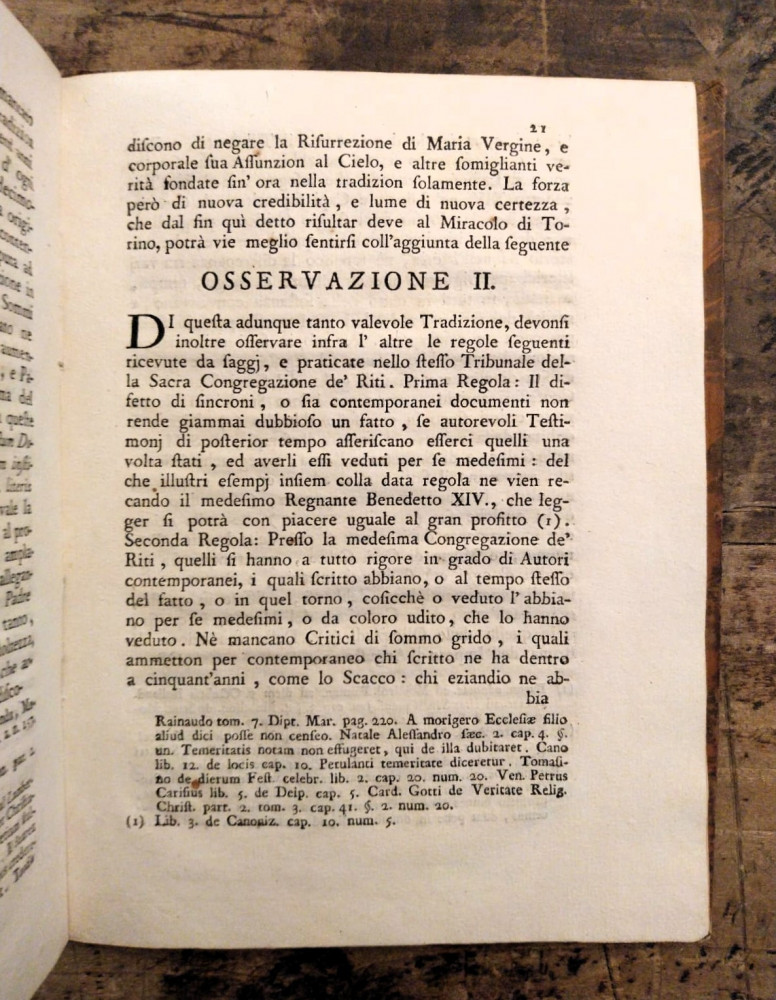 mancato
21
diſcono di negare la Riſurrezione di Maria Vergine, e
corporale ſua Aſſunzion al Cielo, e altre ſomiglianti ve-
rità fondate ſin' ora nella tradizion ſolamente. La forza
però di nuova credibilità, e lume di nuova certezza,
che dal fin quì detto riſultar deve al Miracolo di To-
rino, potrà vie meglio ſentirſi coll'aggiunta della ſeguente
OSSERVAZIONE II.
DI queſta adunque tanto valevole Tradizione, devonſi
inoltre oſſervare infra l' altre le regole ſeguenti
ricevute da ſaggj, e praticate nello ſteſſo Tribunale del-
la Sacra Congregazione de' Riti. Prima Regola: Il di-
fetto di ſincroni, o ſia contemporanei documenti non
rende giammai dubbioſo un fatto, ſe autorevoli Teſti-
monj di poſterior tempo aſſeriſcano eſſerci quelli una
volta ſtati, ed averli eſſi veduti per ſe medeſimi: del
che illuſtri eſempj inſiem colla data regola ne vien re-
cando il medeſimo Regnante Benedetto XIV., che leg-
ger ſi potrà con piacere uguale al gran profitto (1).
Seconda Regola: Preſſo la medeſima Congregazione de'
Riti, quelli ſi hanno a tutto rigore in grado di Autori
contemporanei, i quali ſcritto abbiano, o al tempo ſteſſo
del fatto, o in quel torno, coſicchè o veduto l'abbia-
no per ſe medeſimi, o da coloro udito, che lo hanno
veduto. Nè mancano Critici di ſommo grido, i quali
ammetton per contemporaneo chi ſcritto ne ha dentro
a cinquant'anni, come lo Scacco: chi eziandio ne ab-
bia
Rainaudo tom. 7. Dipt. Mar. pag. 220. A morigero Eccleſiæ filio
aliud dici poſſe non cenſeo. Natale Aleſſandro ſæc. 2. cap. 4. §.
un. Temeritatis notam non effugeret, qui de illa dubitaret. Cano
lib. 12. de locis cap. 10. Petulanti temeritate diceretur. Tomaſi-
no de dierum Feſt. celebr. lib. 2. cap. 20. num. 20. Ven. Petrus
Caniſius lib. 5. de Deip. cap. 5. Card. Gotti de Veritate Relig.
Chriſt. part. 2. tom. 3. cap. 41. §. 2. num. 20.
(1) Lib. 3. de Canoniz. cap. 10. num. 5.